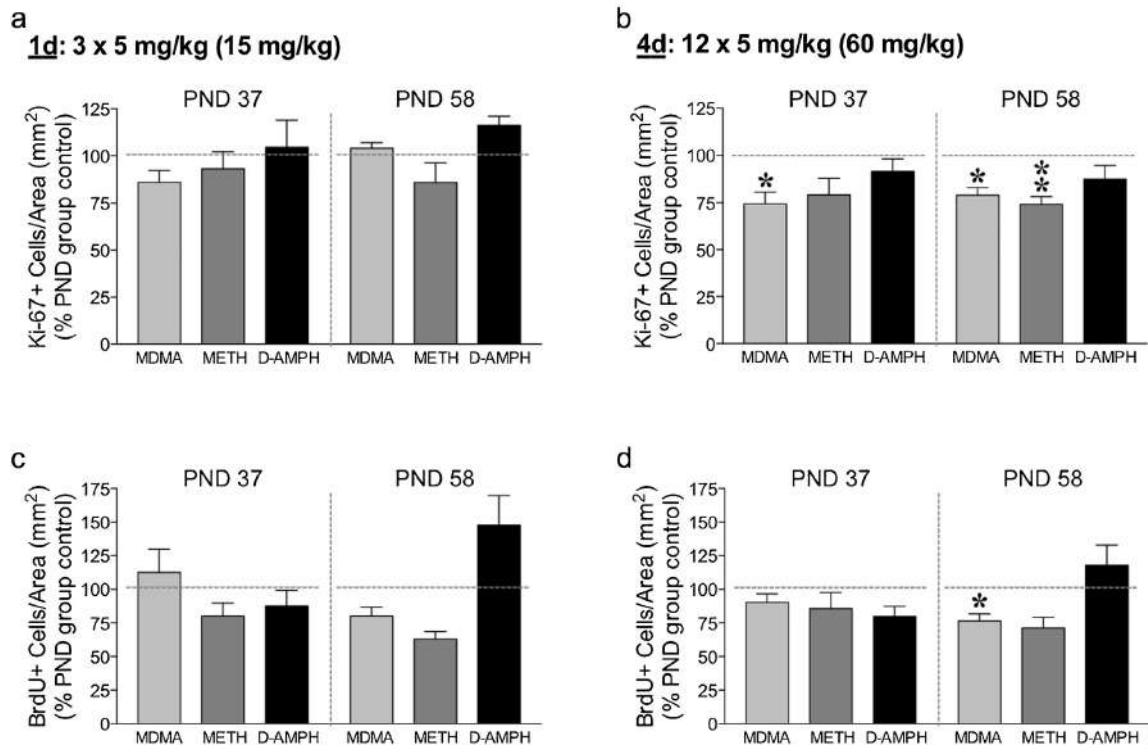 a
1d: 3 x 5 mg/kg (15 mg/kg)
PND 37
PND 58
Ki-67+ Cells/Area (mm²)
(% PND group control)
125
100
75
50
25
0
MDMA METH D-AMPH MDMA METH D-AMPH
b
4d: 12 x 5 mg/kg (60 mg/kg)
PND 37
PND 58
Ki-67+ Cells/Area (mm²)
(% PND group control)
125
100
75
50
25
0
*
*
**
MDMA METH D-AMPH MDMA METH D-AMPH
c
PND 37
PND 58
BrdU+ Cells/Area (mm²)
(% PND group control)
175
150
125
100
75
50
25
0
MDMA METH D-AMPH MDMA METH D-AMPH
d
PND 37
PND 58
BrdU+ Cells/Area (mm²)
(% PND group control)
175
150
125
100
75
50
25
0
*
MDMA METH D-AMPH MDMA METH D-AMPH